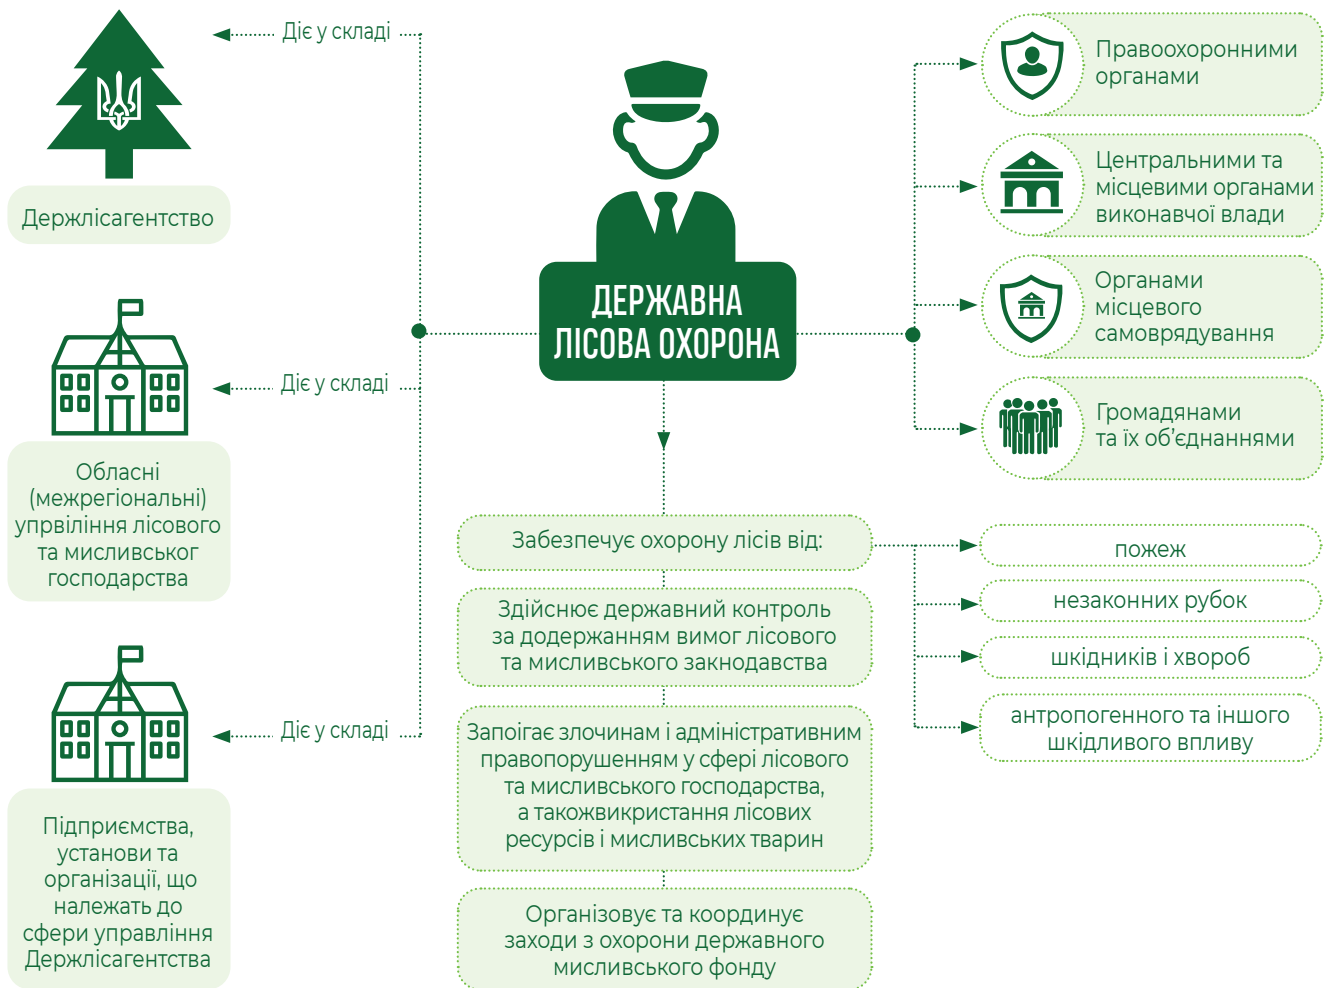 Діє у складі
Держлісагентство
Діє у складі
Обласні
(межрегіональні)
упрвіління лісового
та мисливськог
господарства
Діє у складі
Підприємства,
установи та
організації, що
належать до
сфери управління
Держлісагентства
ДЕРЖАВНА
ЛІСОВА ОХОРОНА
Правоохоронними
органами
Центральними та
місцевими органами
виконавчої влади
Органами
місцевого
самоврядування
Громадянами
та їх об’єднаннями
Забезпечує охорону лісів від:
пожеж
незаконних рубок
шкідників і хвороб
антропогенного та іншого
шкідливого впливу
Здійснює державний контроль
за додержанням вимог лісового
та мисливського закнодавства
Запоігає злочинам і адміністративним
правопорушенням у сфері лісового
та мисливського господарства,
а такожвикристання лісових
ресурсів і мисливських тварин
Організовує та координує
заходи з охорони державного
мисливського фонду